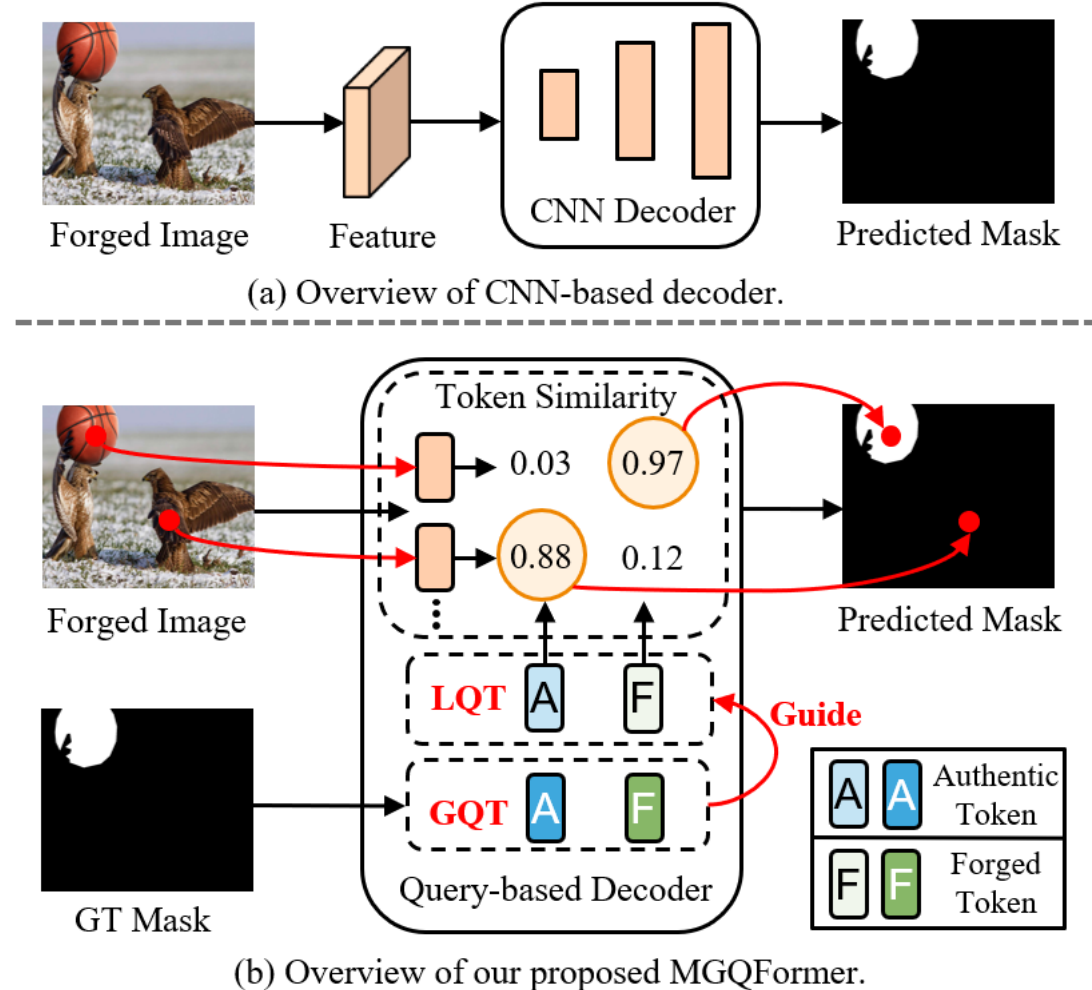 Forged Image
Feature
CNN Decoder
Predicted Mask
(a) Overview of CNN-based decoder.
Token Similarity
0.03
0.97
0.88
0.12
Forged Image
Predicted Mask
LQT
A
F
Guide
GQT
A
F
Query-based Decoder
GT Mask
A A Authentic
Token
F F Forged
Token
(b) Overview of our proposed MGQFormer.